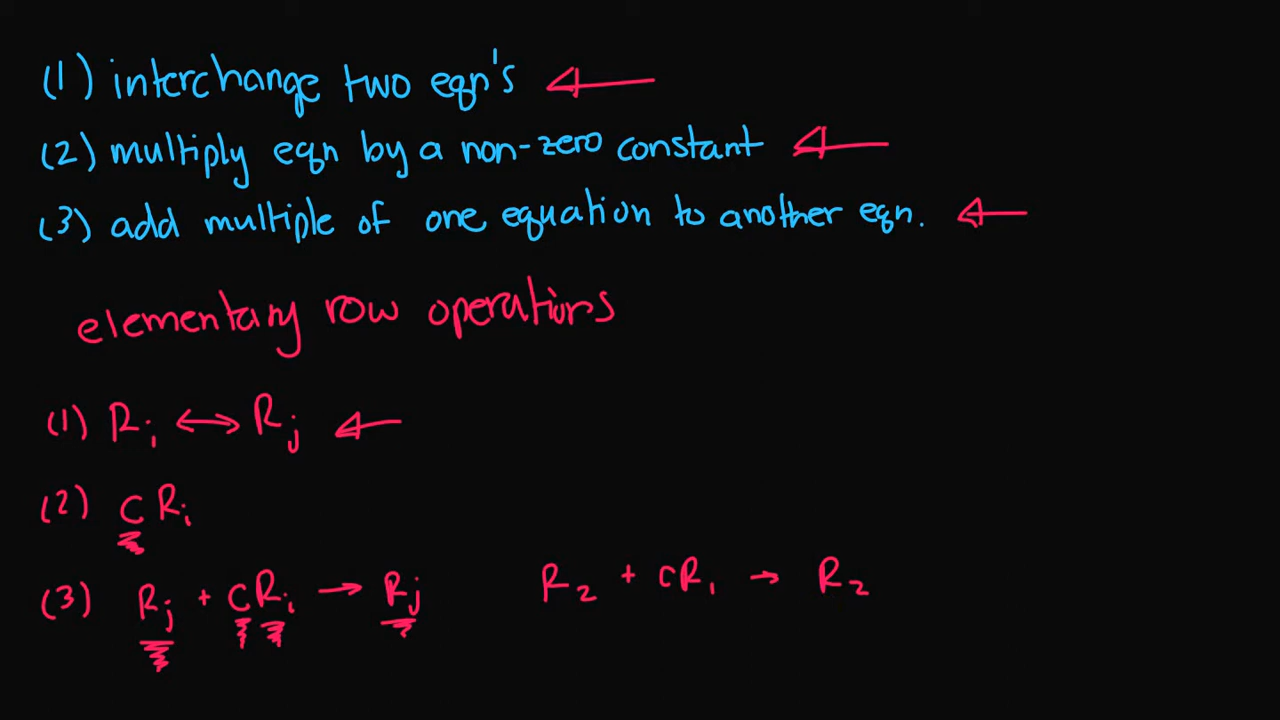 (1) interchange two eqn's
(2) multiply eqn by a non-zero constant
(3) add multiple of one equation to another eqn.
elementary row operations
(1) Ri ↔ Rj
(2) cRi
(3) Rj + cRi → Rj R2 + cR1 → R2